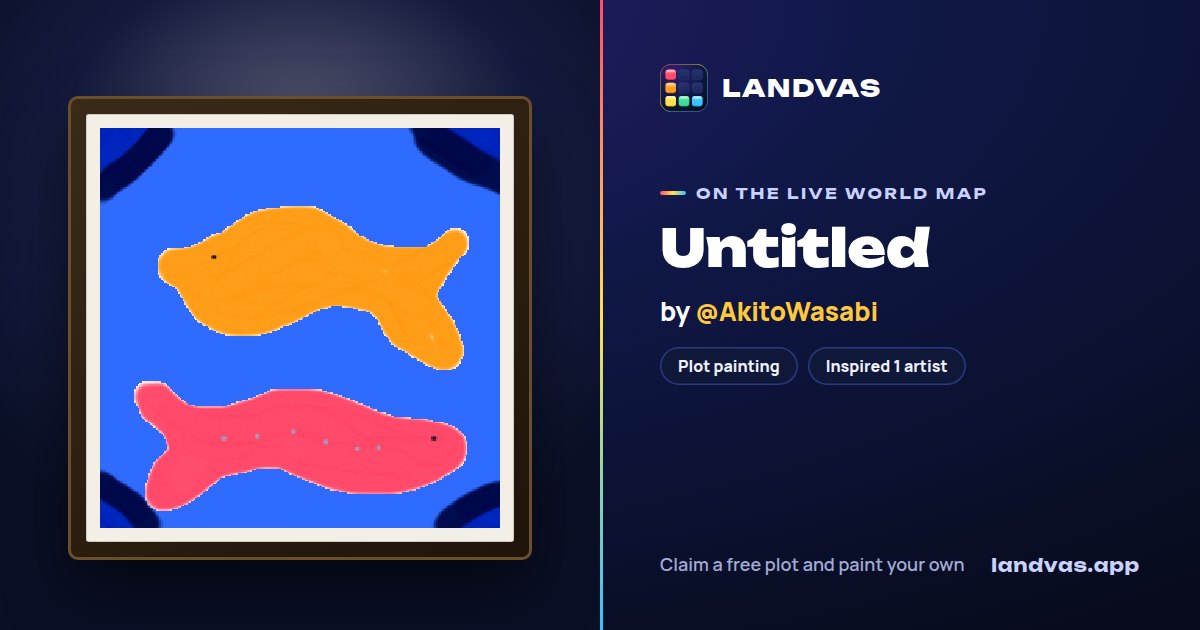 LANDVAS
ON THE LIVE WORLD MAP
Untitled
by @AkitoWasabi
Plot painting
Inspired 1 artist
Claim a free plot and paint your own
landvas.app